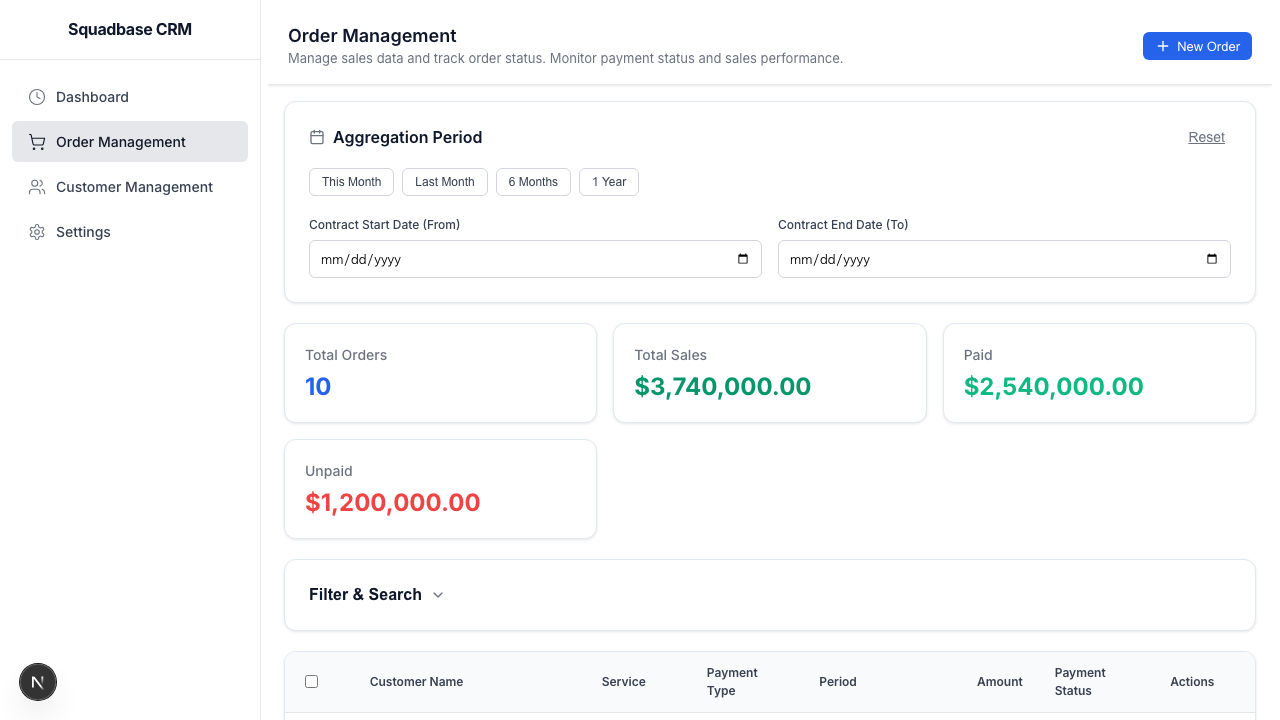 Squadbase CRM
Dashboard
Order Management
Customer Management
Settings
N
Order Management
Manage sales data and track order status. Monitor payment status and sales performance.
New Order
Aggregation Period
Reset
This Month
Last Month
6 Months
1 Year
Contract Start Date (From)
mm/dd/yyyy
Contract End Date (To)
mm/dd/yyyy
Total Orders
10
Total Sales
$3,740,000.00
Paid
$2,540,000.00
Unpaid
$1,200,000.00
Filter & Search
Customer Name
Service
Payment
Type
Period
Amount
Payment
Status
Actions